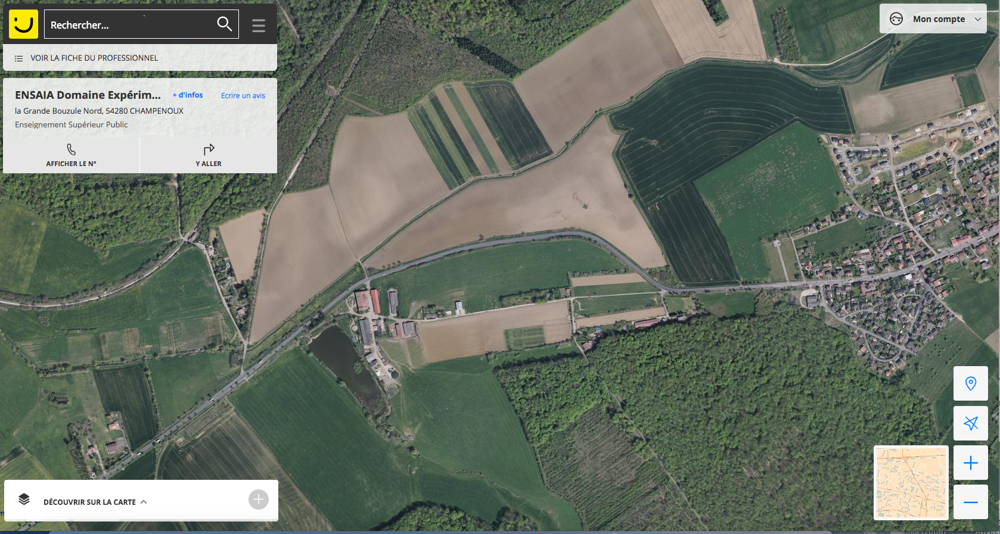 Rechercher...
Mon compte
VOIR LA FICHE DU PROFESSIONNEL
ENSAIA Domaine Expérim... + d'infos Ecrire un avis
la Grande Bouzule Nord, 54280 CHAMPENOUX
Enseignement Supérieur Public
AFFICHER LE N° Y ALLER
DÉCOUVRIR SUR LA CARTE